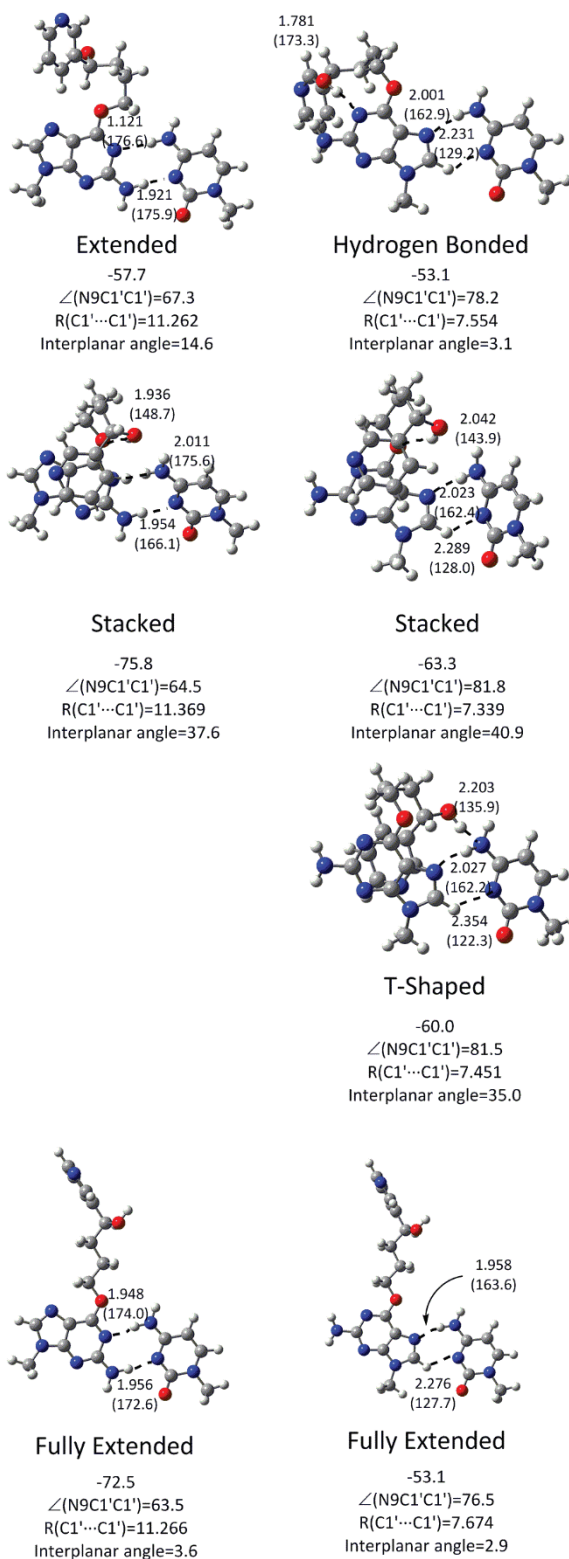 1.121
(176.6)
1.921
(175.9)
Extended
-57.7
∠(N9C1'C1')=67.3
R(C1'···C1')=11.262
Interplanar angle=14.6
1.781
(173.3)
2.001
(162.9)
2.231
(129.2)
Hydrogen Bonded
-53.1
∠(N9C1'C1')=78.2
R(C1'···C1')=7.554
Interplanar angle=3.1
1.936
(148.7)
2.011
(175.6)
1.954
(166.1)
Stacked
-75.8
∠(N9C1'C1')=64.5
R(C1'···C1')=11.369
Interplanar angle=37.6
2.042
(143.9)
2.023
(162.4)
2.289
(128.0)
Stacked
-63.3
∠(N9C1'C1')=81.8
R(C1'···C1')=7.339
Interplanar angle=40.9
2.203
(135.9)
2.027
(162.2)
2.354
(122.3)
T-Shaped
-60.0
∠(N9C1'C1')=81.5
R(C1'···C1')=7.451
Interplanar angle=35.0
1.948
(174.0)
1.956
(172.6)
Fully Extended
-72.5
∠(N9C1'C1')=63.5
R(C1'···C1')=11.266
Interplanar angle=3.6
1.958
(163.6)
2.276
(127.7)
Fully Extended
-53.1
∠(N9C1'C1')=76.5
R(C1'···C1')=7.674
Interplanar angle=2.9